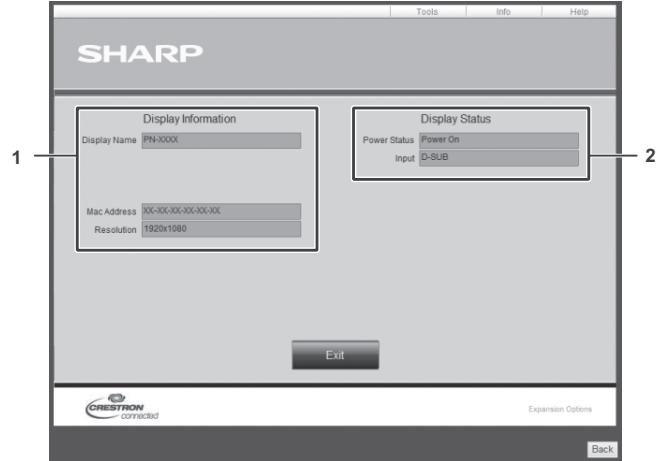 Tools Info Help
SHARP
Display Information
Display Status
Display Name PN-XXXX
Power Status Power On
1
2
Input D-SUB
Mac Address XX-XX-XX-XX-XX-XX
Resolution 1920x1080
Exit
CRESTRON
connected
Expansion Options
Back